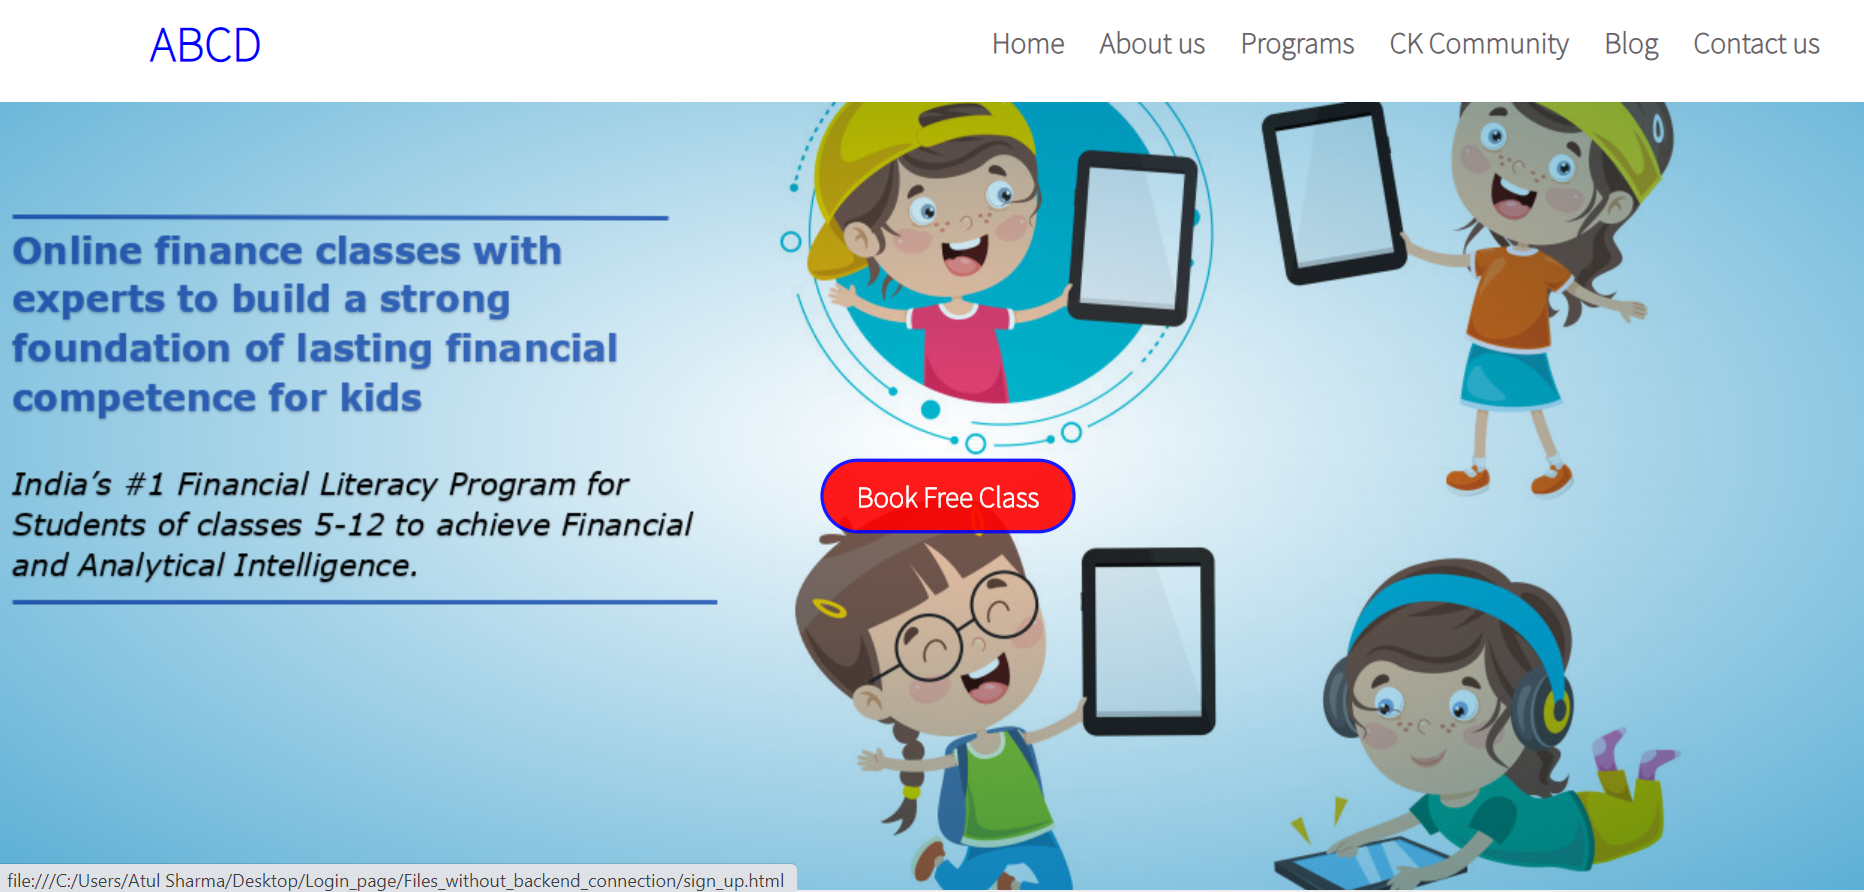 ABCD
Home About us Programs CK Community Blog Contact us
Online finance classes with
experts to build a strong
foundation of lasting financial
competence for kids
India’s #1 Financial Literacy Program for
Students of classes 5-12 to achieve Financial
and Analytical Intelligence.
Book Free Class
file:///C:/Users/Atul Sharma/Desktop/Login_page/Files_without_backend_connection/sign_up.html